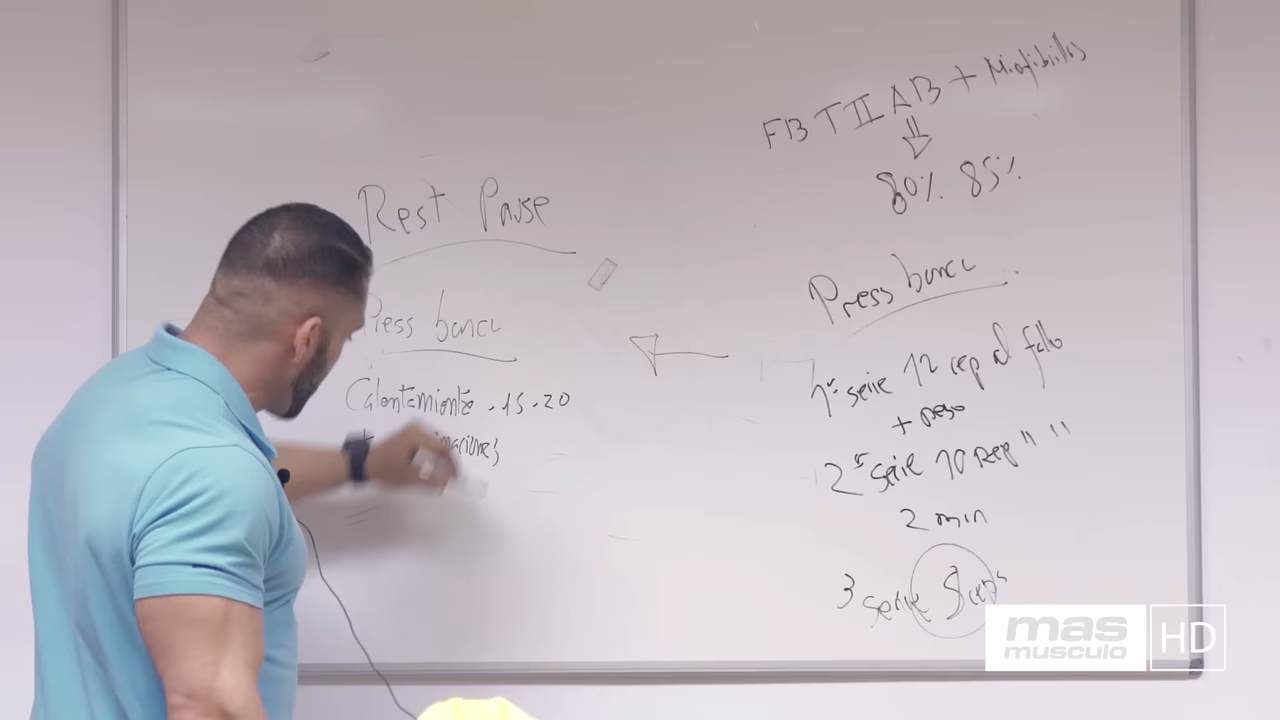 Rest Pause
Press banca
Calentamiento .15.20
FB T II AB + Miofibrillas
80% 85%
Press banca
1ª serie 12 rep al fallo
+ peso
2ª serie 10 rep " "
2 min
3 serie 8 reps
mas
musculo
HD